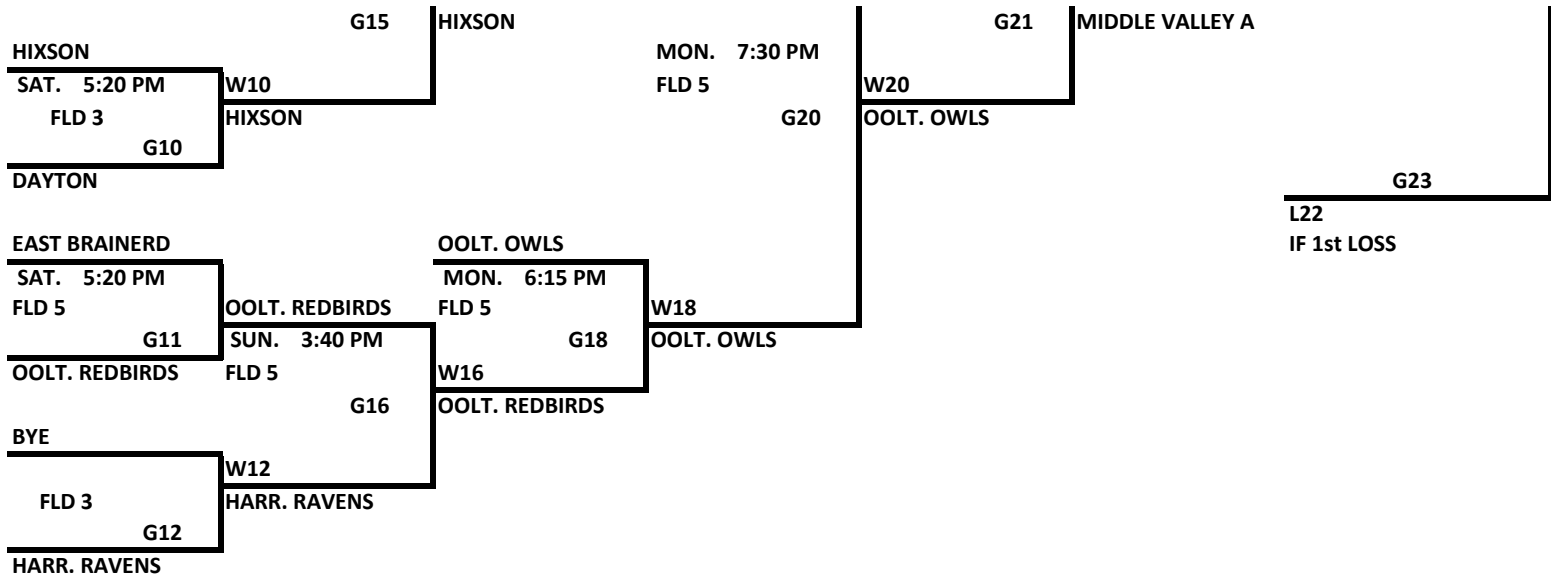 G15 HIXSON G21 MIDDLE VALLEY A
HIXSON MON. 7:30 PM
SAT. 5:20 PM W10 FLD 5 W20
FLD 3 HIXSON G20 OOLT. OWLS
G10
DAYTON G23
L22
EAST BRAINERD OOLT. OWLS IF 1st LOSS
SAT. 5:20 PM MON. 6:15 PM
FLD 5 OOLT. REDBIRDS FLD 5 W18
G11 SUN. 3:40 PM G18 OOLT. OWLS
OOLT. REDBIRDS FLD 5 W16
G16 OOLT. REDBIRDS
BYE
W12
FLD 3 HARR. RAVENS
G12
HARR. RAVENS